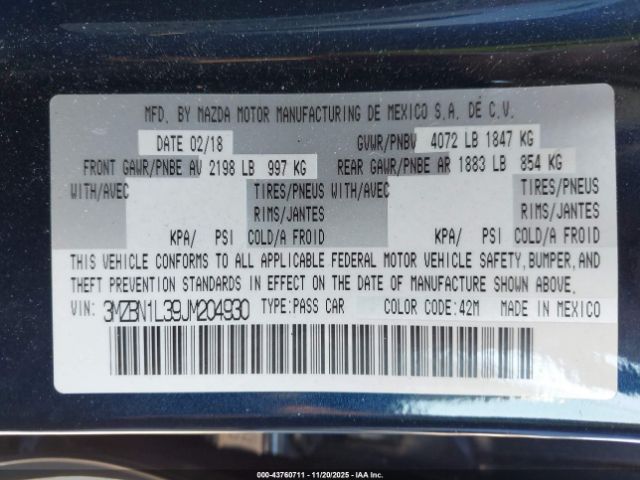 MFD. BY MAZDA MOTOR MANUFACTURING DE MEXICO S.A. DE C.V.
DATE 02/18 GVWR/PNBV 4072 LB 1847 KG
FRONT GAWR/PNBE AV 2198 LB 997 KG REAR GAWR/PNBE AR 1883 LB 854 KG
WITH/AVEC TIRES/PNEUS WITH/AVEC TIRES/PNEUS
RIMS/JANTES RIMS/JANTES
KPA/ PSI COLD/A FROID KPA/ PSI COLD/A FROID
THIS VEHICLE CONFORMS TO ALL APPLICABLE FEDERAL MOTOR VEHICLE SAFETY, BUMPER, AND
THEFT PREVENTION STANDARDS IN EFFECT ON THE DATE OF MANUFACTURE SHOWN ABOVE.
VIN: 3MZBN1L39JM204930 TYPE: PASS CAR COLOR CODE: 42M MADE IN MEXICO
000-43760711 - 11/20/2025 - IAAI.COM